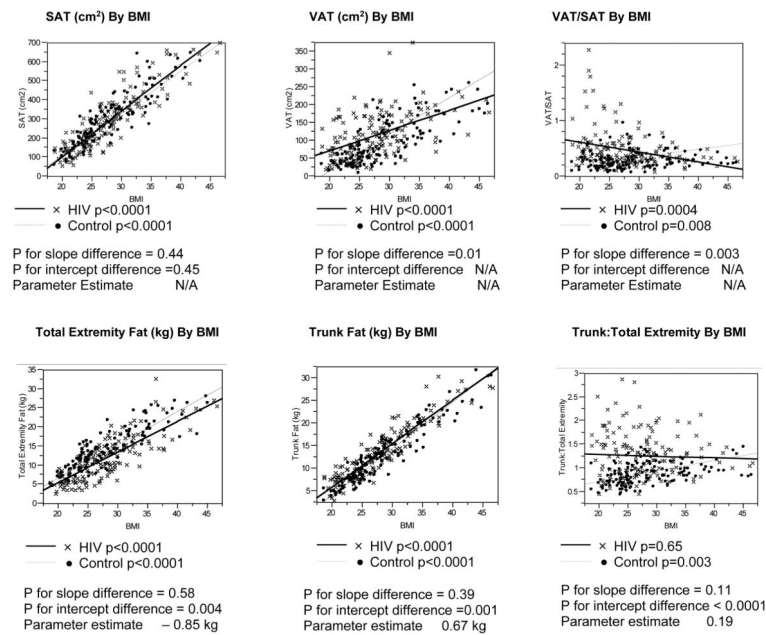 SAT (cm²) By BMI
700
600
500
400
300
200
100
0
SAT (cm2)
20 25 30 35 40 45
BMI
× HIV p<0.0001
• Control p<0.0001
P for slope difference = 0.44
P for intercept difference =0.45
Parameter Estimate N/A
VAT (cm²) By BMI
350
300
250
200
150
100
50
0
VAT (cm2)
20 25 30 35 40 45
BMI
× HIV p<0.0001
• Control p<0.0001
P for slope difference =0.01
P for intercept difference N/A
Parameter Estimate N/A
VAT/SAT By BMI
2
1
0
VAT/SAT
20 25 30 35 40 45
BMI
× HIV p=0.0004
• Control p=0.008
P for slope difference = 0.003
P for intercept difference N/A
Parameter Estimate N/A
Total Extremity Fat (kg) By BMI
35
30
25
20
15
10
5
0
Total Extremity Fat (kg)
20 25 30 35 40 45
BMI
× HIV p<0.0001
• Control p<0.0001
P for slope difference = 0.58
P for intercept difference = 0.004
Parameter estimate – 0.85 kg
Trunk Fat (kg) By BMI
30
25
20
15
10
5
Trunk Fat (kg)
20 25 30 35 40 45
BMI
× HIV p<0.0001
• Control p<0.0001
P for slope difference = 0.39
P for intercept difference =0.001
Parameter estimate 0.67 kg
Trunk:Total Extremity By BMI
3
2.5
2
1.5
1
0.5
Trunk:Total Extremity
20 25 30 35 40 45
BMI
× HIV p=0.65
• Control p=0.003
P for slope difference = 0.11
P for intercept difference < 0.0001
Parameter estimate 0.19